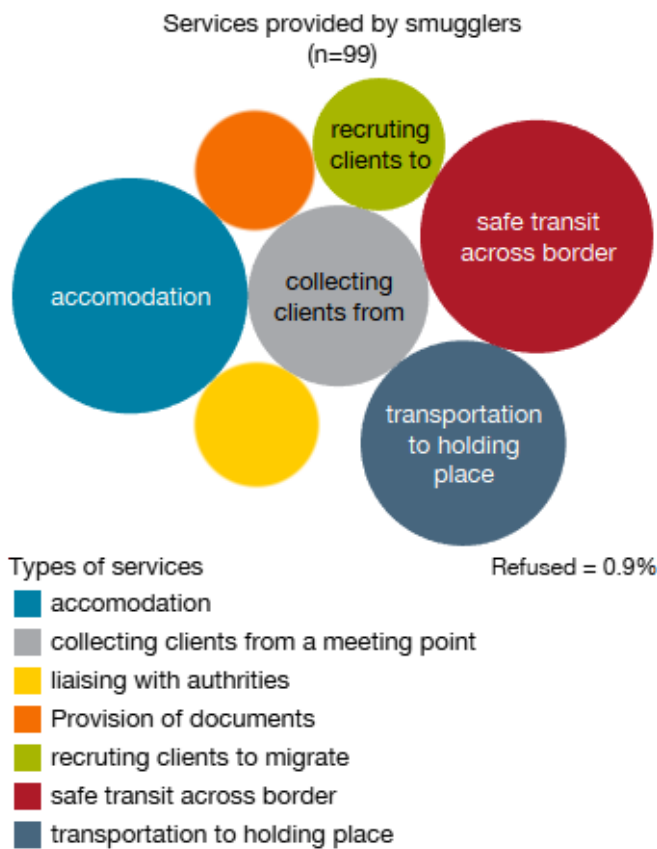 Services provided by smugglers
(n=99)
recruting
clients to
safe transit
across border
accomodation
collecting
clients from
transportation
to holding
place
Types of services
Refused = 0.9%
accomodation
collecting clients from a meeting point
liaising with authrities
Provision of documents
recruting clients to migrate
safe transit across border
transportation to holding place